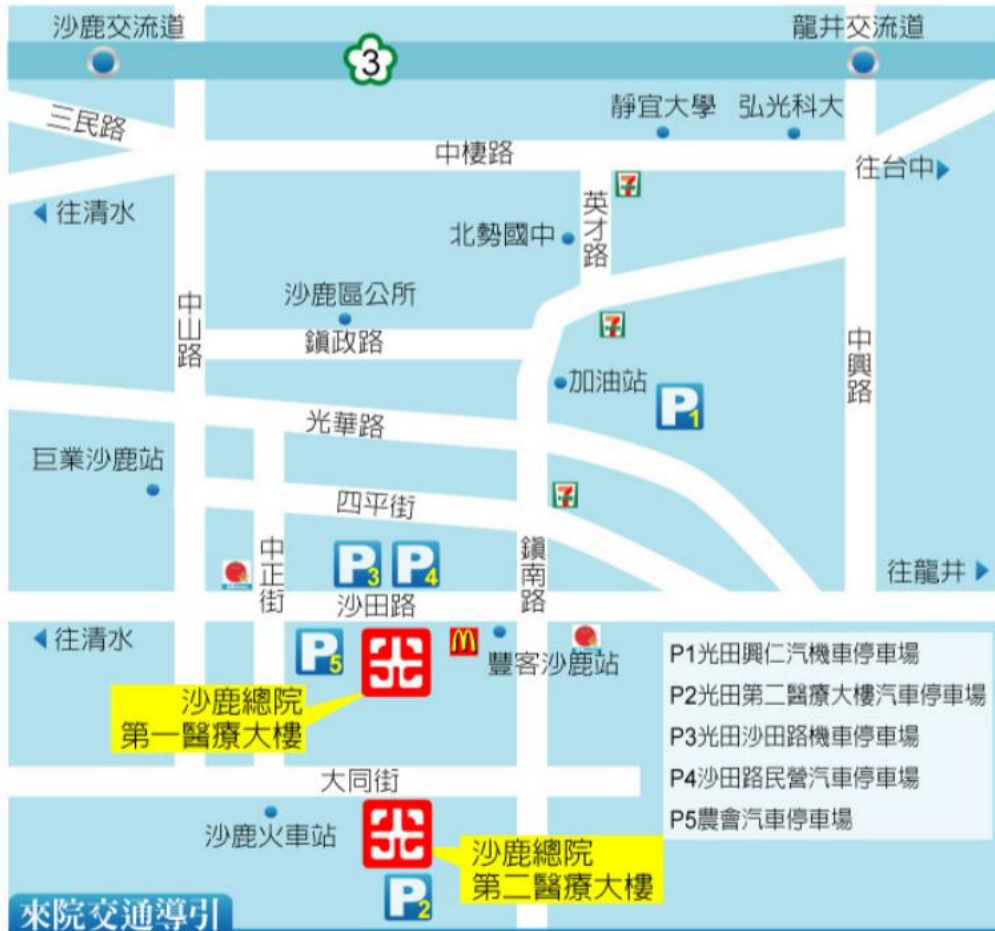 沙鹿交流道
龍井交流道
3
三民路
靜宜大學
弘光科大
中棲路
往台中
7
往清水
英才路
北勢國中
沙鹿區公所
中山路
鎮政路
7
中興路
加油站
P1
光華路
巨業沙鹿站
7
四平街
中正街
P3
P4
鎮南路
往龍井
沙田路
往清水
P5
豐客沙鹿站
沙鹿總院
第一醫療大樓
P1光田興仁汽機車停車場
P2光田第二醫療大樓汽車停車場
P3光田沙田路機車停車場
P4沙田路民營汽車停車場
P5農會汽車停車場
大同街
沙鹿火車站
沙鹿總院
第二醫療大樓
P2
來院交通導引